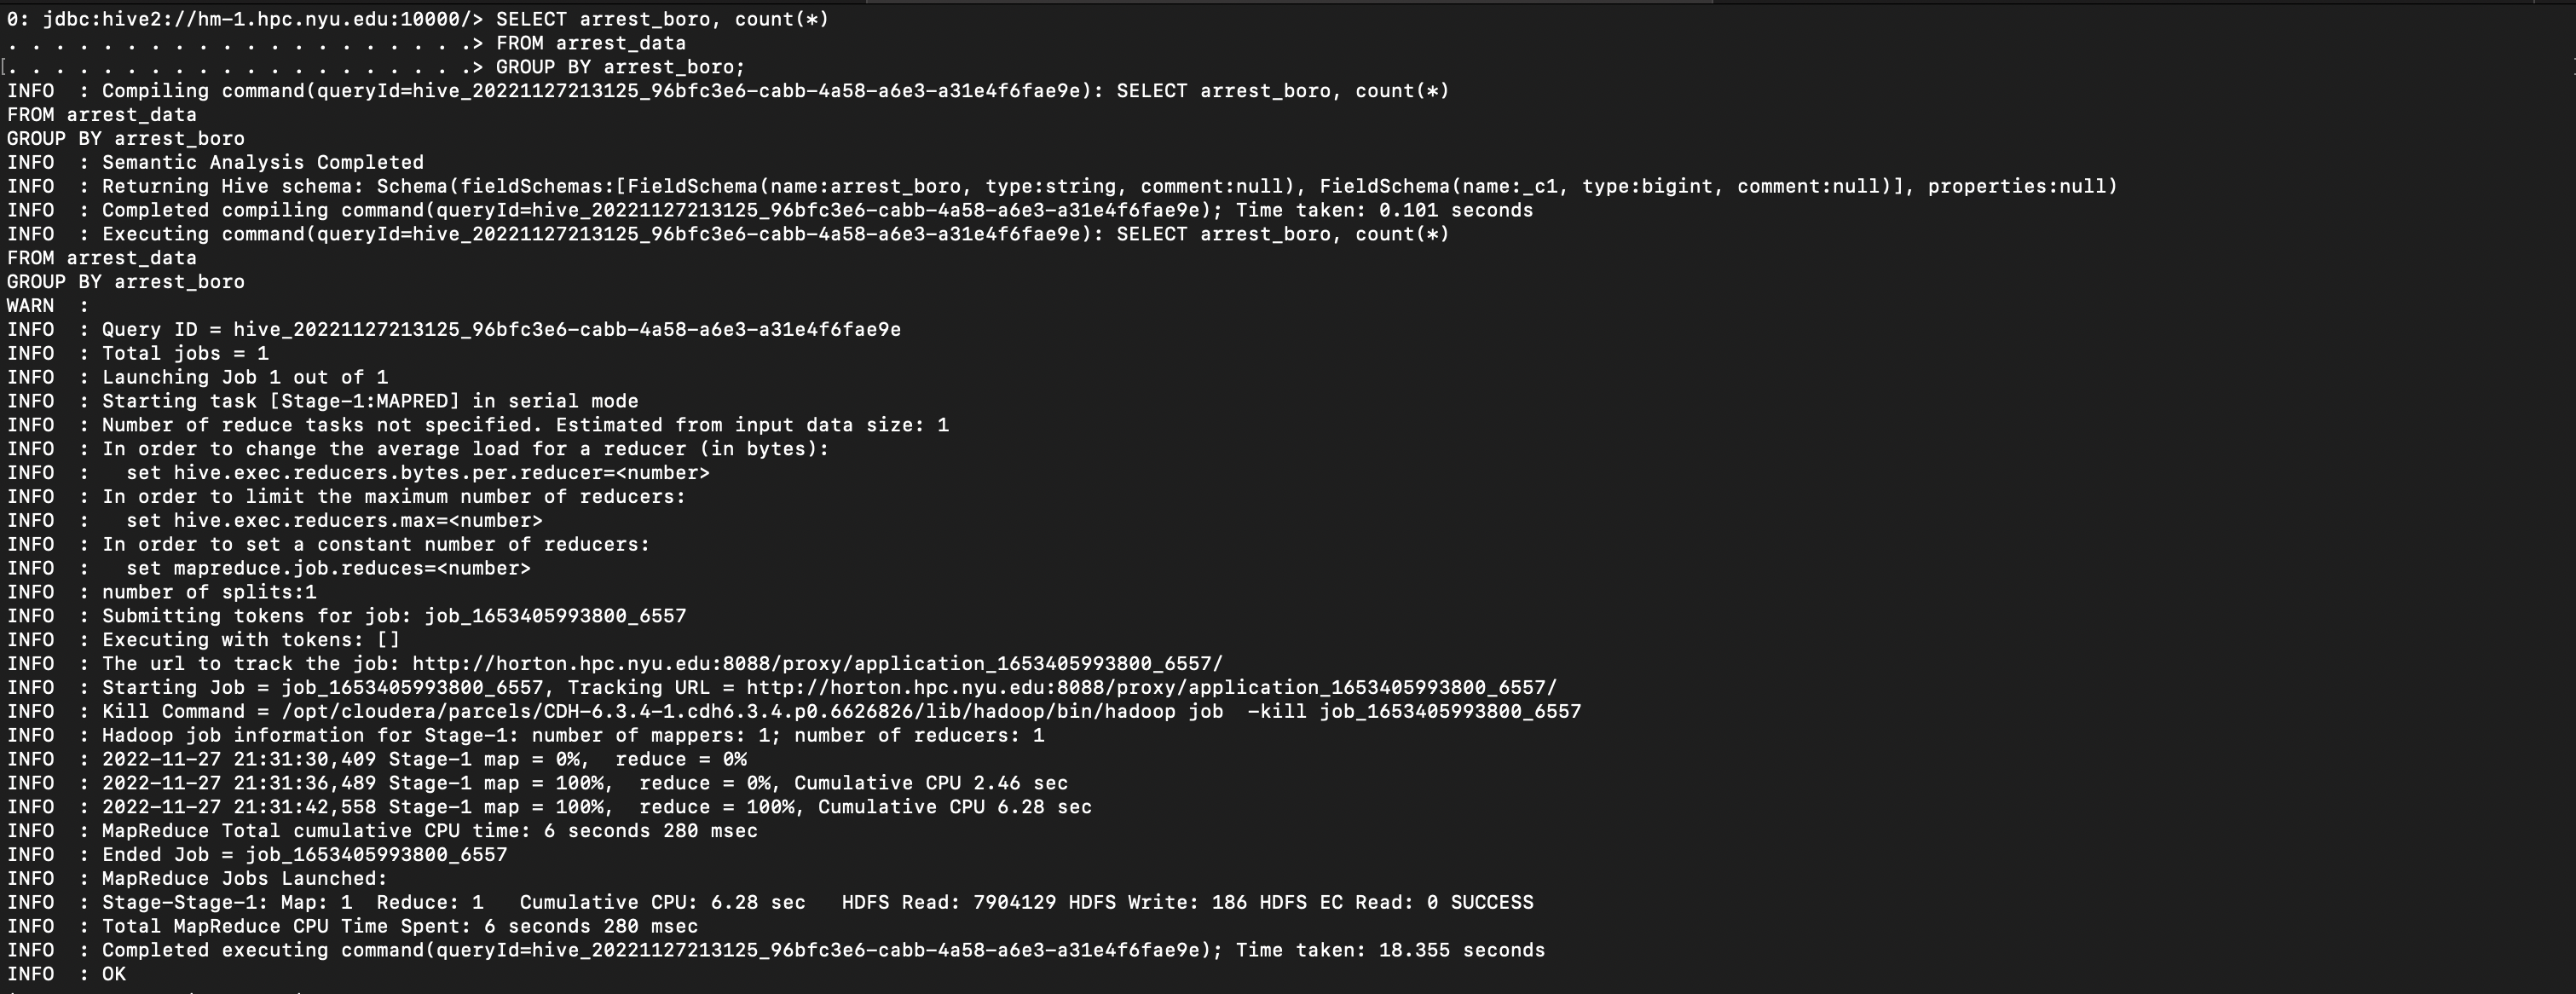 0: jdbc:hive2://hm-1.hpc.nyu.edu:10000/> SELECT arrest_boro, count(*)
. . . . . . . . . . . . . . . . . . . .> FROM arrest_data
[. . . . . . . . . . . . . . . . . . . .> GROUP BY arrest_boro;
INFO  : Compiling command(queryId=hive_20221127213125_96bfc3e6-cabb-4a58-a6e3-a31e4f6fae9e): SELECT arrest_boro, count(*)
FROM arrest_data
GROUP BY arrest_boro
INFO  : Semantic Analysis Completed
INFO  : Returning Hive schema: Schema(fieldSchemas:[FieldSchema(name:arrest_boro, type:string, comment:null), FieldSchema(name:_c1, type:bigint, comment:null)], properties:null)
INFO  : Completed compiling command(queryId=hive_20221127213125_96bfc3e6-cabb-4a58-a6e3-a31e4f6fae9e); Time taken: 0.101 seconds
INFO  : Executing command(queryId=hive_20221127213125_96bfc3e6-cabb-4a58-a6e3-a31e4f6fae9e): SELECT arrest_boro, count(*)
FROM arrest_data
GROUP BY arrest_boro
WARN  :
INFO  : Query ID = hive_20221127213125_96bfc3e6-cabb-4a58-a6e3-a31e4f6fae9e
INFO  : Total jobs = 1
INFO  : Launching Job 1 out of 1
INFO  : Starting task [Stage-1:MAPRED] in serial mode
INFO  : Number of reduce tasks not specified. Estimated from input data size: 1
INFO  : In order to change the average load for a reducer (in bytes):
INFO  :   set hive.exec.reducers.bytes.per.reducer=<number>
INFO  : In order to limit the maximum number of reducers:
INFO  :   set hive.exec.reducers.max=<number>
INFO  : In order to set a constant number of reducers:
INFO  :   set mapreduce.job.reduces=<number>
INFO  : number of splits:1
INFO  : Submitting tokens for job: job_1653405993800_6557
INFO  : Executing with tokens: []
INFO  : The url to track the job: http://horton.hpc.nyu.edu:8088/proxy/application_1653405993800_6557/
INFO  : Starting Job = job_1653405993800_6557, Tracking URL = http://horton.hpc.nyu.edu:8088/proxy/application_1653405993800_6557/
INFO  : Kill Command = /opt/cloudera/parcels/CDH-6.3.4-1.cdh6.3.4.p0.6626826/lib/hadoop/bin/hadoop job  -kill job_1653405993800_6557
INFO  : Hadoop job information for Stage-1: number of mappers: 1; number of reducers: 1
INFO  : 2022-11-27 21:31:30,409 Stage-1 map = 0%,  reduce = 0%
INFO  : 2022-11-27 21:31:36,489 Stage-1 map = 100%,  reduce = 0%, Cumulative CPU 2.46 sec
INFO  : 2022-11-27 21:31:42,558 Stage-1 map = 100%,  reduce = 100%, Cumulative CPU 6.28 sec
INFO  : MapReduce Total cumulative CPU time: 6 seconds 280 msec
INFO  : Ended Job = job_1653405993800_6557
INFO  : MapReduce Jobs Launched:
INFO  : Stage-Stage-1: Map: 1  Reduce: 1   Cumulative CPU: 6.28 sec   HDFS Read: 7904129 HDFS Write: 186 HDFS EC Read: 0 SUCCESS
INFO  : Total MapReduce CPU Time Spent: 6 seconds 280 msec
INFO  : Completed executing command(queryId=hive_20221127213125_96bfc3e6-cabb-4a58-a6e3-a31e4f6fae9e); Time taken: 18.355 seconds
INFO  : OK